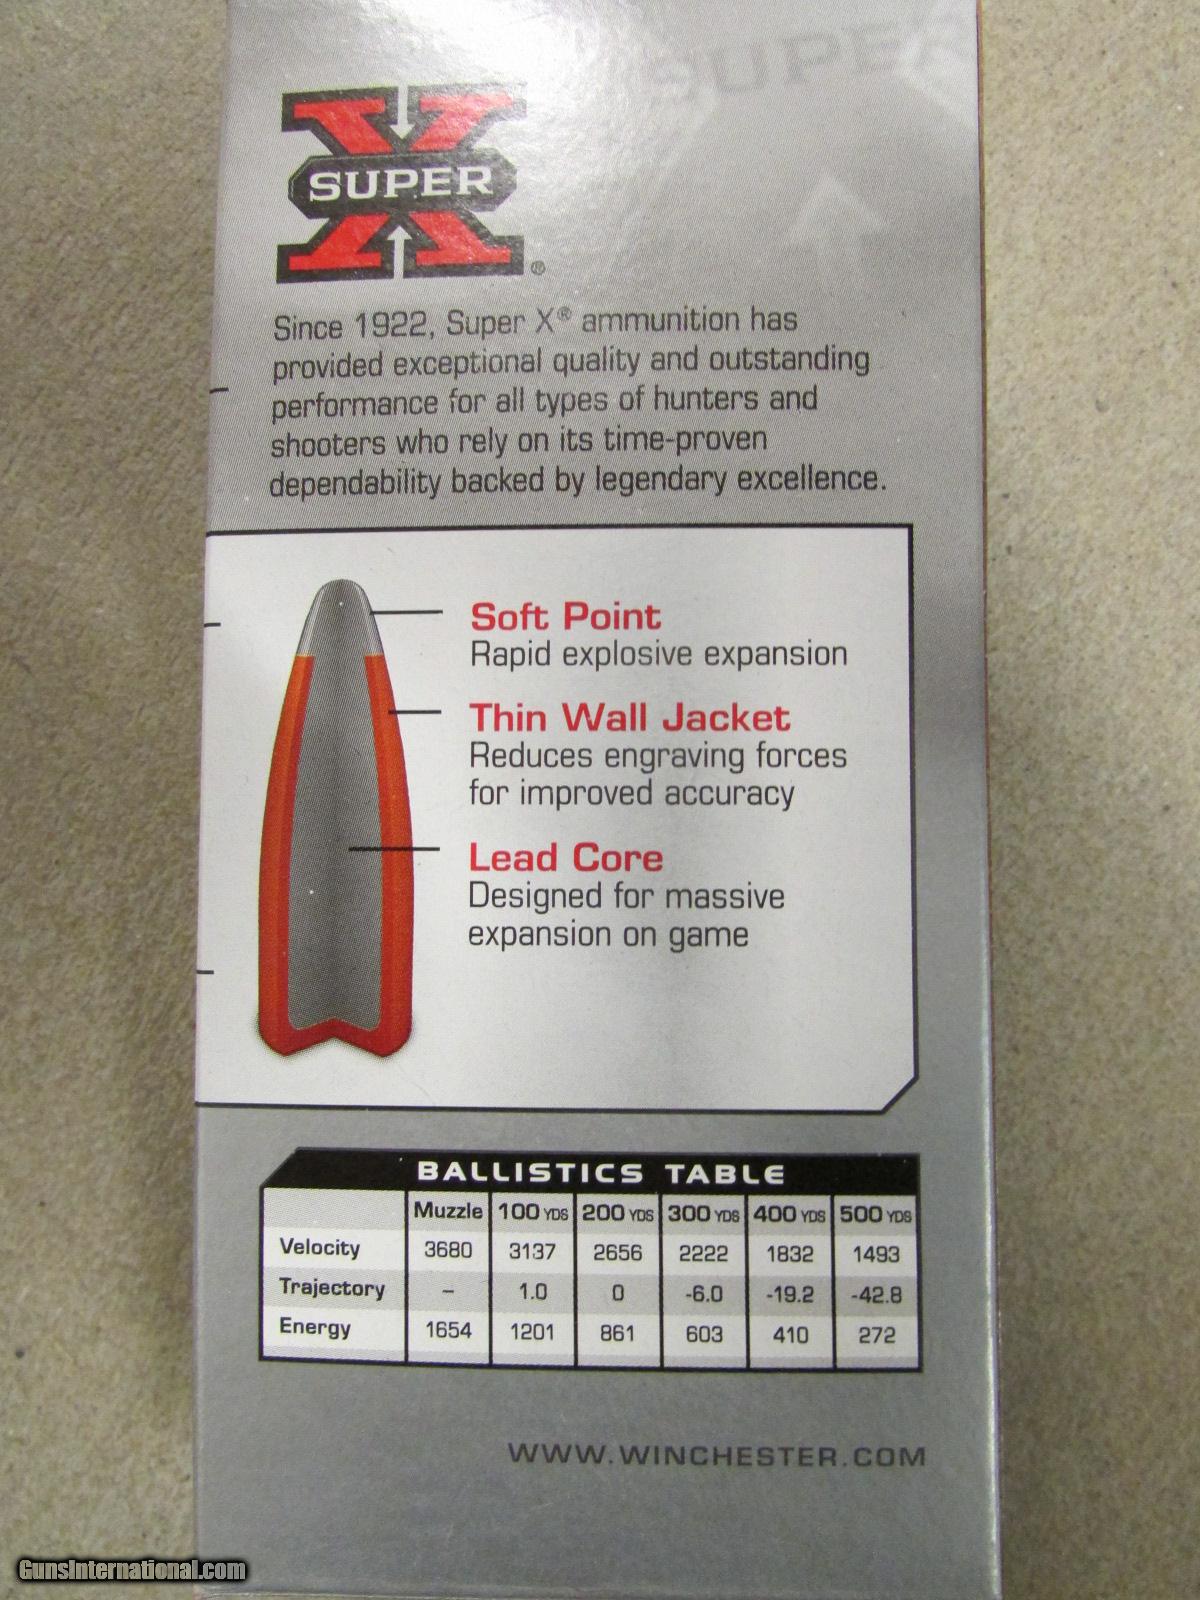 SUPER
X
SUPER
®
Since 1922, Super X® ammunition has
provided exceptional quality and outstanding
performance for all types of hunters and
shooters who rely on its time-proven
dependability backed by legendary excellence.
Soft Point
Rapid explosive expansion
Thin Wall Jacket
Reduces engraving forces
for improved accuracy
Lead Core
Designed for massive
expansion on game
BALLISTICS TABLE
Muzzle 100 YDS 200 YDS 300 YDS 400 YDS 500 YDS
Velocity 3680 3137 2656 2222 1832 1493
Trajectory – 1.0 0 -6.0 -19.2 -42.8
Energy 1654 1201 861 603 410 272
WWW.WINCHESTER.COM
GunsInternational.com